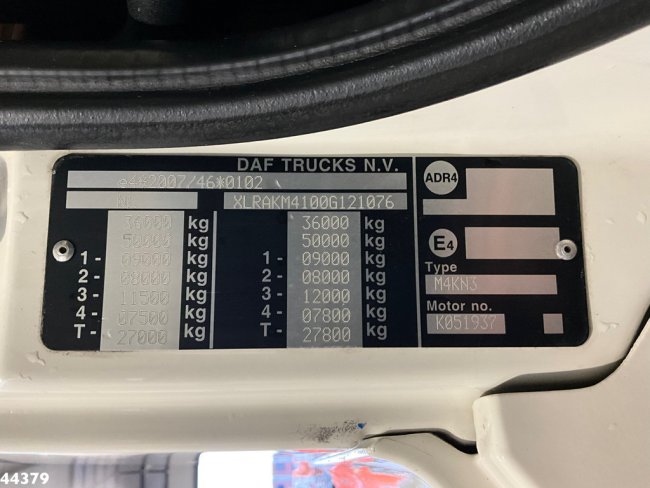 DAF TRUCKS N.V.
e4*2007/46*0102
NL XLRAKM4100G121076
36000 kg 36000 kg
50000 kg 50000 kg
1- 09000 kg 1- 09000 kg
2- 08000 kg 2- 08000 kg
3- 11500 kg 3- 12000 kg
4- 07500 kg 4- 07800 kg
T- 27000 kg T- 27800 kg
ADR4
E4
Type
M4KN3
Motor no.
K051937
44379